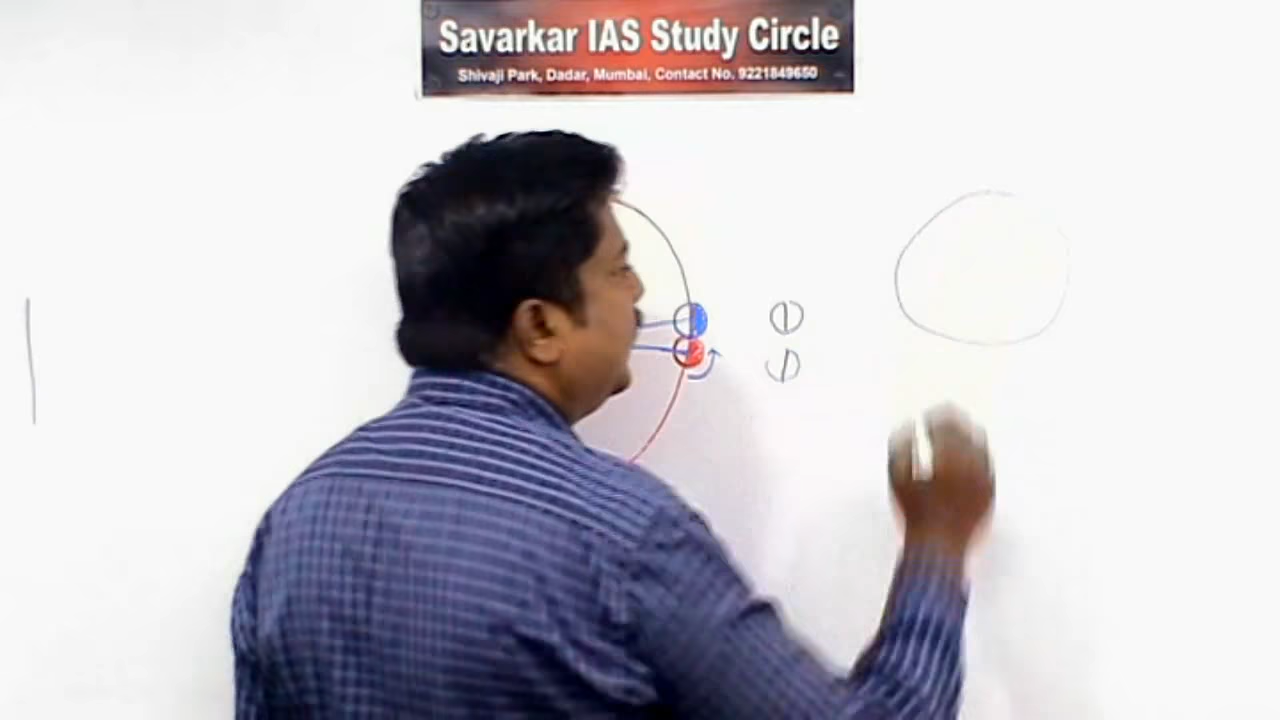 Savarkar IAS Study Circle
Shivaji Park, Dadar, Mumbai, Contact No. 9221849650